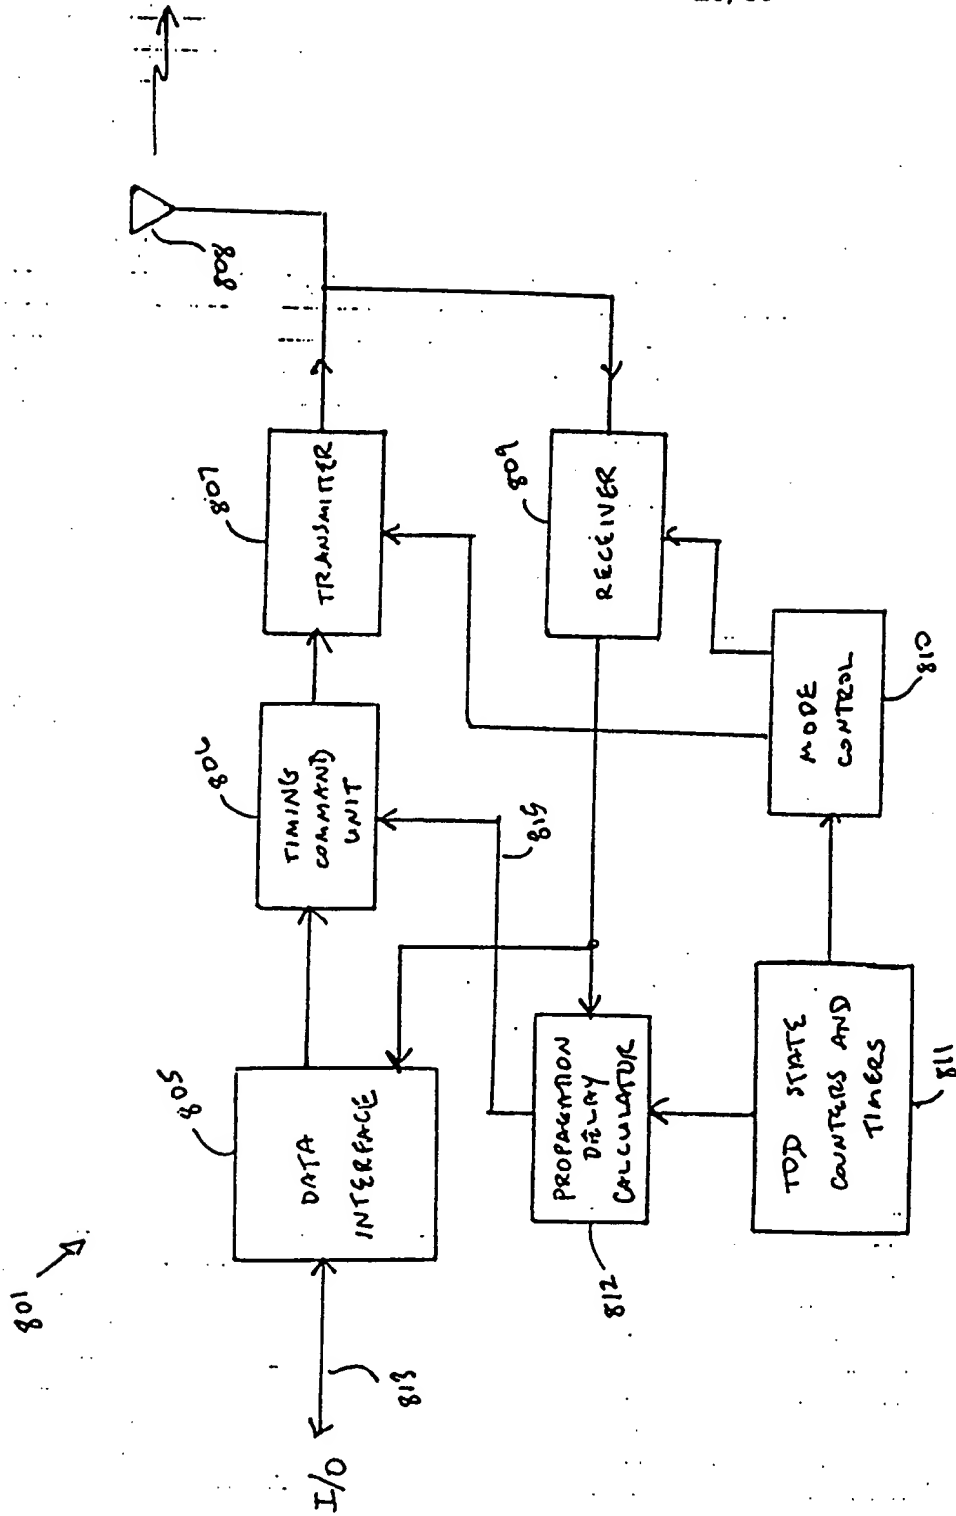 801
I/O
813
805
DATA
INTERFACE
806
TIMING
COMMAND
UNIT
807
TRANSMITTER
808
815
809
RECEIVER
812
PROPAGATION
DELAY
CALCULATOR
TDD STATE
COUNTERS AND
TIMERS
811
MODE
CONTROL
810